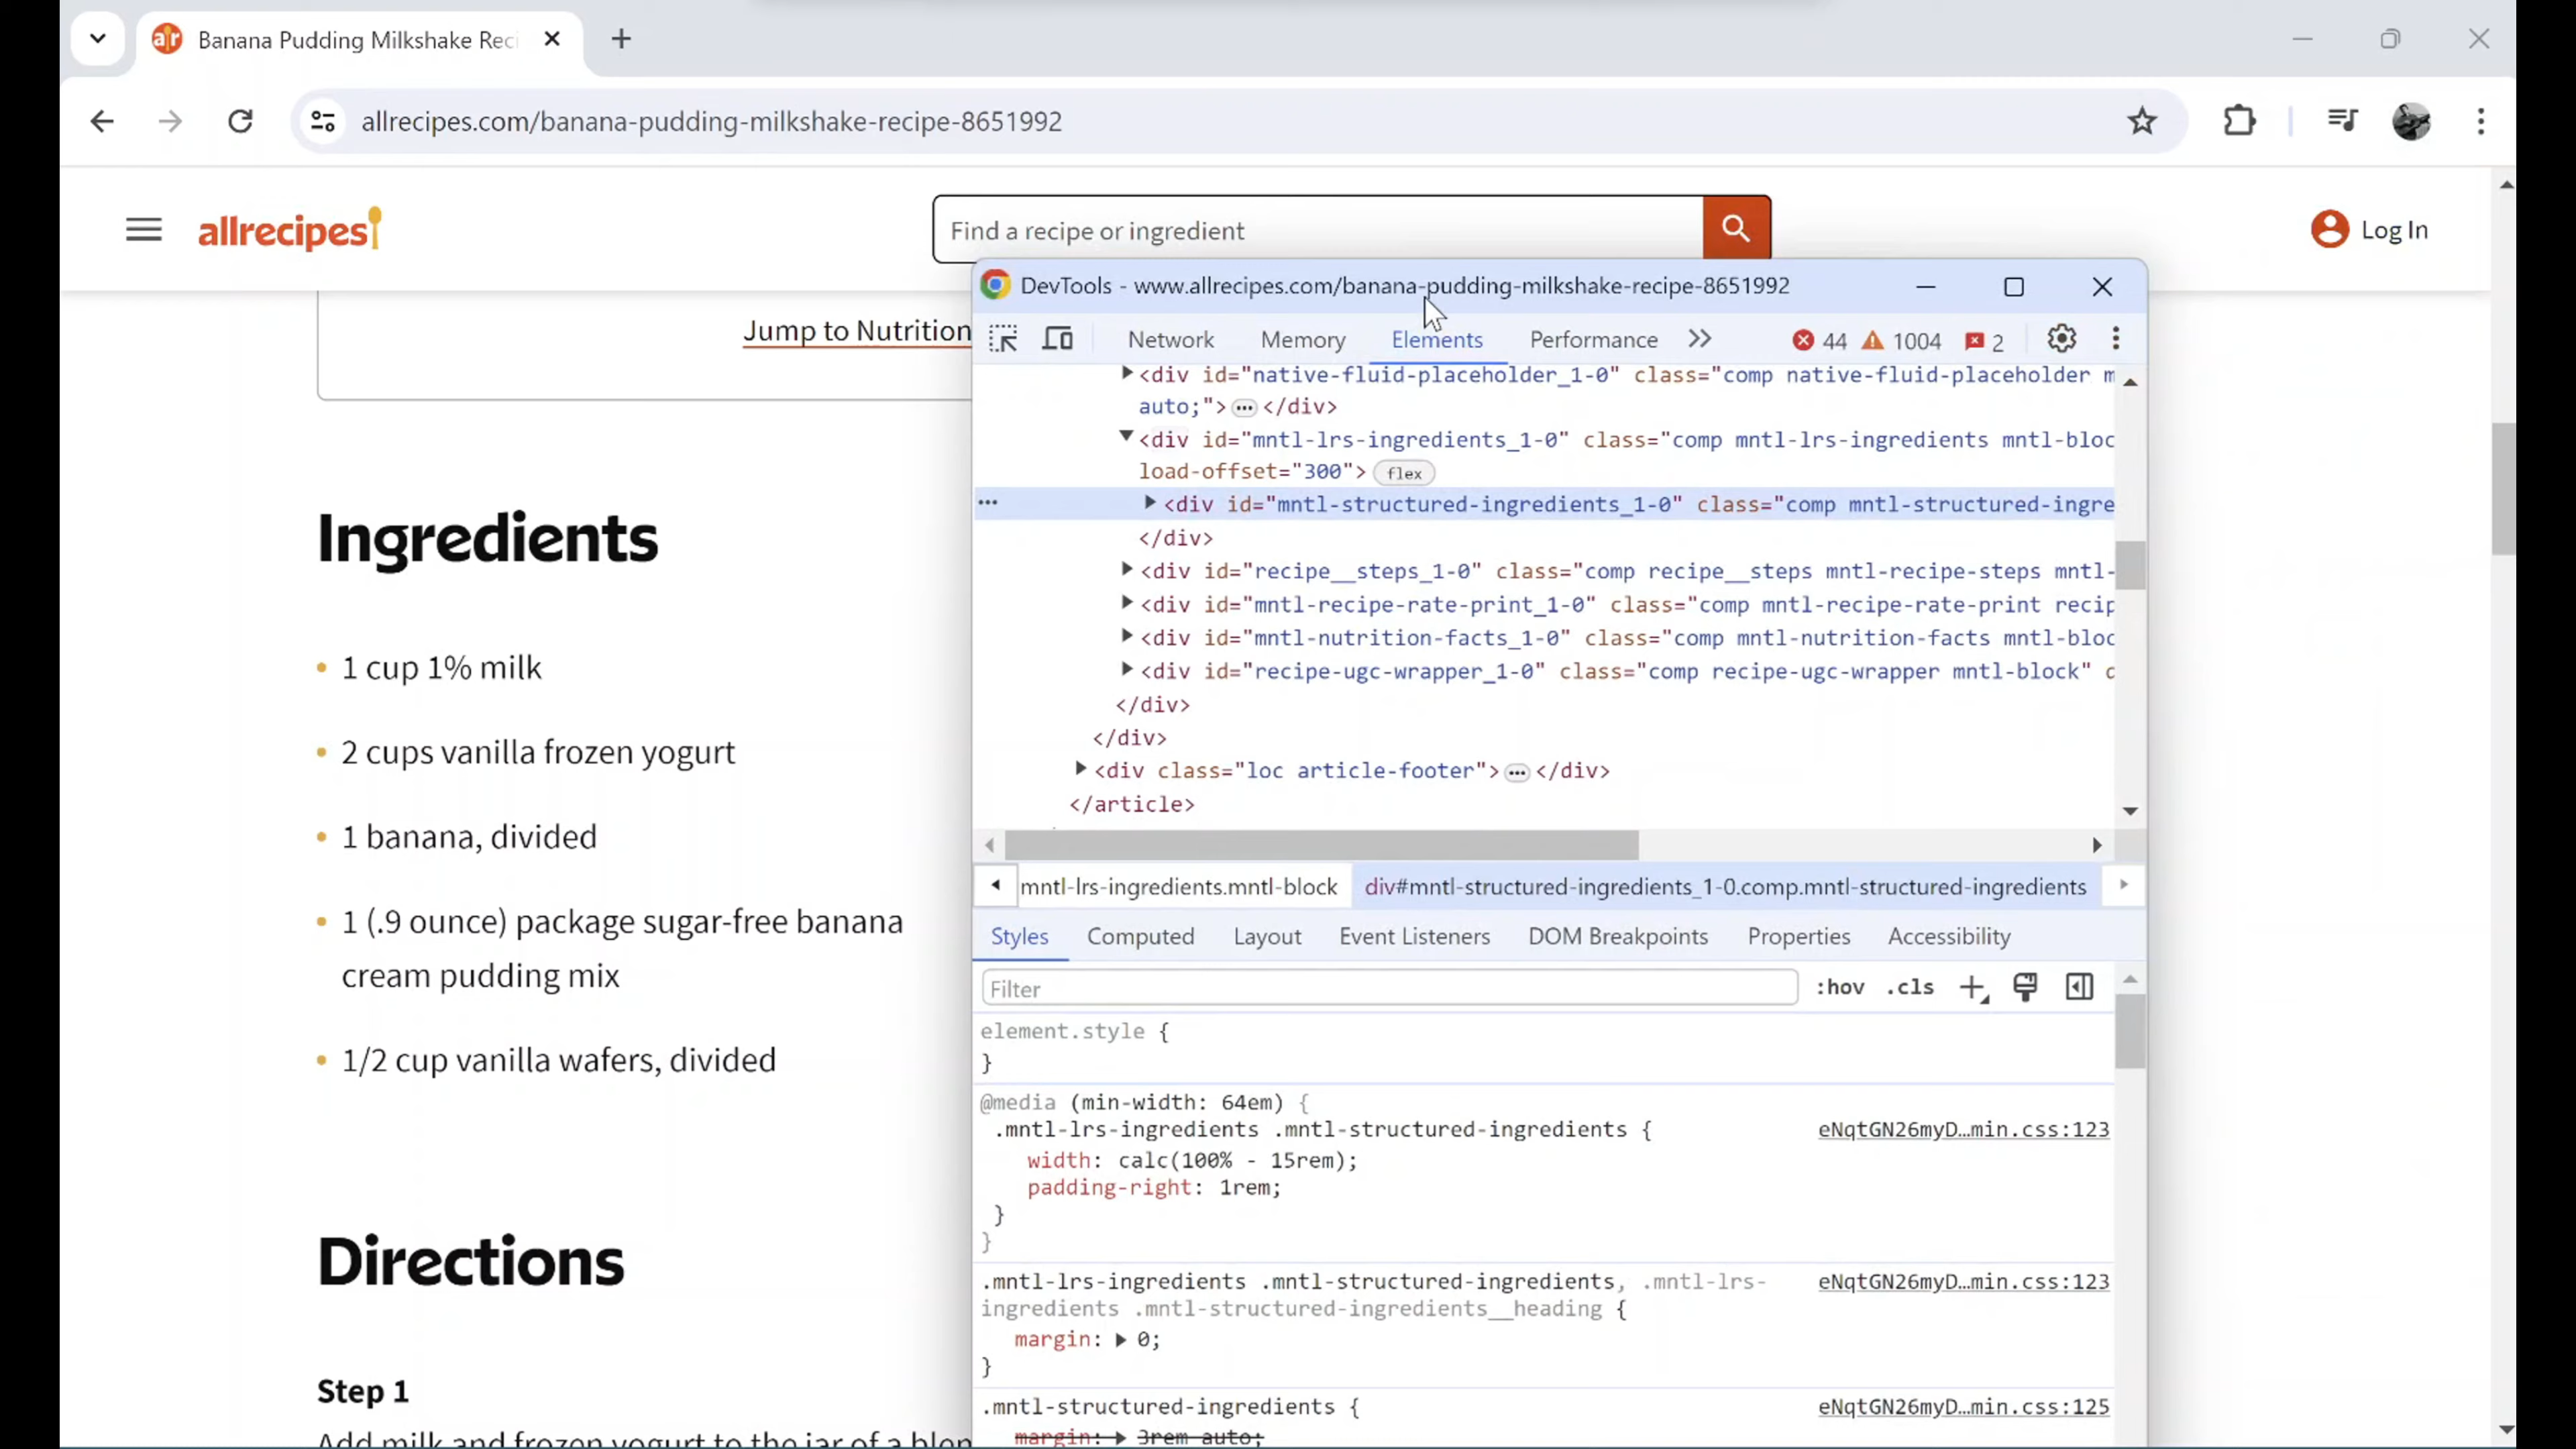 Banana Pudding Milkshake Reci
allrecipes.com/banana-pudding-milkshake-recipe-8651992
allrecipes
Find a recipe or ingredient
Log In
Jump to Nutrition
Ingredients
1 cup 1% milk
2 cups vanilla frozen yogurt
1 banana, divided
1 (.9 ounce) package sugar-free banana
cream pudding mix
1/2 cup vanilla wafers, divided
Directions
Step 1
Add milk and frozen yogurt to the jar of a blen
DevTools - www.allrecipes.com/banana-pudding-milkshake-recipe-8651992
Network Memory Elements Performance 44 1004 2
<div id="native-fluid-placeholder_1-0" class="comp native-fluid-placeholder m
auto;"> … </div>
<div id="mntl-lrs-ingredients_1-0" class="comp mntl-lrs-ingredients mntl-bloc
load-offset="300"> flex
<div id="mntl-structured-ingredients_1-0" class="comp mntl-structured-ingre
</div>
<div id="recipe__steps_1-0" class="comp recipe__steps mntl-recipe-steps mntl-
<div id="mntl-recipe-rate-print_1-0" class="comp mntl-recipe-rate-print recip
<div id="mntl-nutrition-facts_1-0" class="comp mntl-nutrition-facts mntl-bloc
<div id="recipe-ugc-wrapper_1-0" class="comp recipe-ugc-wrapper mntl-block" d
</div>
</div>
<div class="loc article-footer"> … </div>
</article>
mntl-lrs-ingredients.mntl-block div#mntl-structured-ingredients_1-0.comp.mntl-structured-ingredients
Styles Computed Layout Event Listeners DOM Breakpoints Properties Accessibility
Filter :hov .cls
element.style {
}
@media (min-width: 64em) {
.mntl-lrs-ingredients .mntl-structured-ingredients { eNqtGN26myD…min.css:123
width: calc(100% - 15rem);
padding-right: 1rem;
}
}
.mntl-lrs-ingredients .mntl-structured-ingredients, .mntl-lrs- eNqtGN26myD…min.css:123
ingredients .mntl-structured-ingredients__heading {
margin: 0;
}
.mntl-structured-ingredients { eNqtGN26myD…min.css:125
margin: 3rem auto;